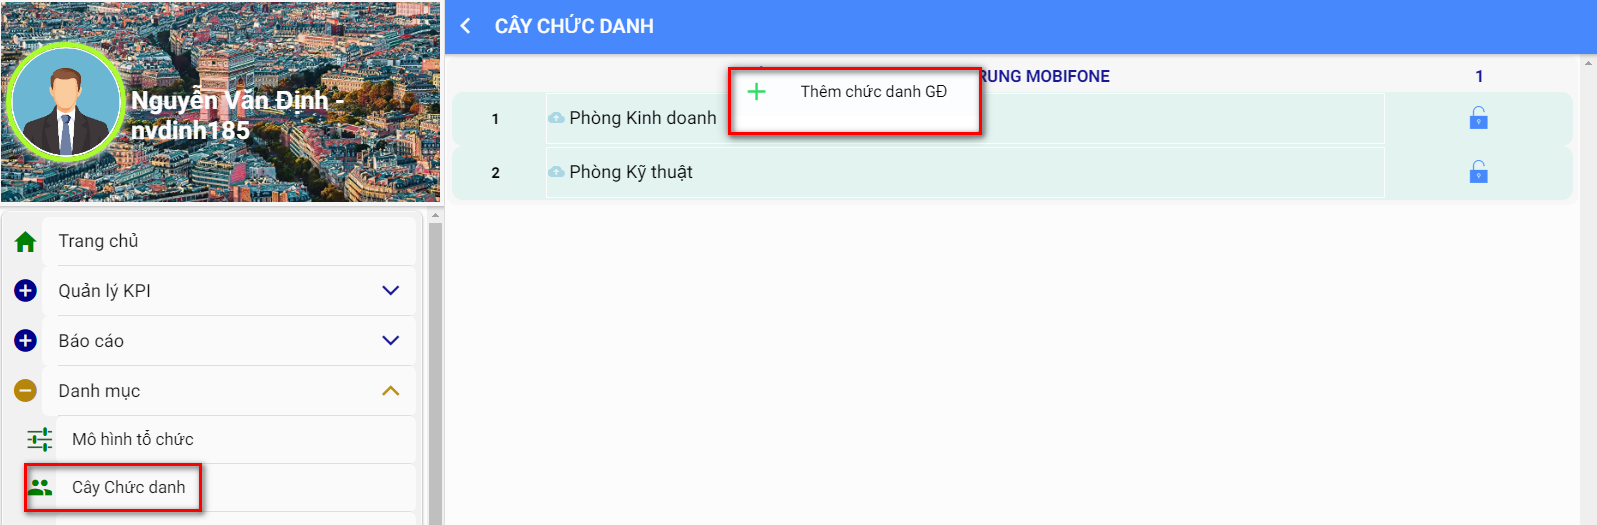 Nguyễn Văn Định -
nvdinh185
Trang chủ
Quản lý KPI
Báo cáo
Danh mục
Mô hình tổ chức
Cây Chức danh
CÂY CHỨC DANH
RUNG MOBIFONE 1
Thêm chức danh GĐ
1 Phòng Kinh doanh
2 Phòng Kỹ thuật